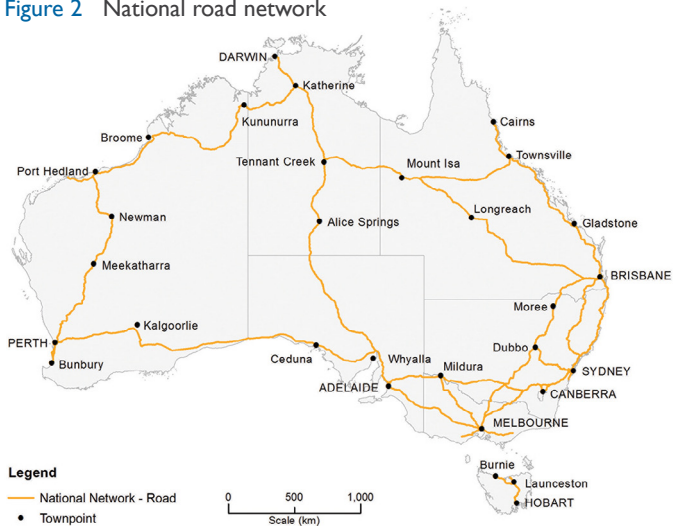 Figure 2 National road network
DARWIN
Katherine
Kununurra
Cairns
Broome
Townsville
Tennant Creek
Mount Isa
Port Hedland
Longreach
Newman
Alice Springs
Gladstone
Meekatharra
BRISBANE
Moree
Kalgoorlie
PERTH
Dubbo
Ceduna
Whyalla
Mildura
SYDNEY
Bunbury
ADELAIDE
CANBERRA
MELBOURNE
Burnie
Launceston
HOBART
Legend
National Network - Road
Townpoint
0 500 1,000
Scale (km)